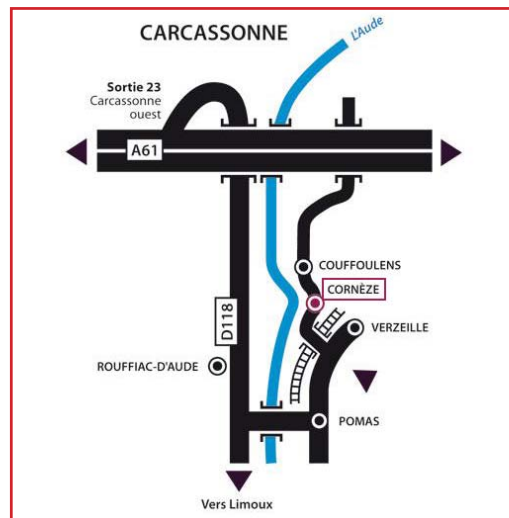 CARCASSONNE
L'Aude
Sortie 23
Carcassonne
ouest
A61
COUFFOULENS
CORNÈZE
D118
VERZEILLE
ROUFFIAC-D'AUDE
POMAS
Vers Limoux